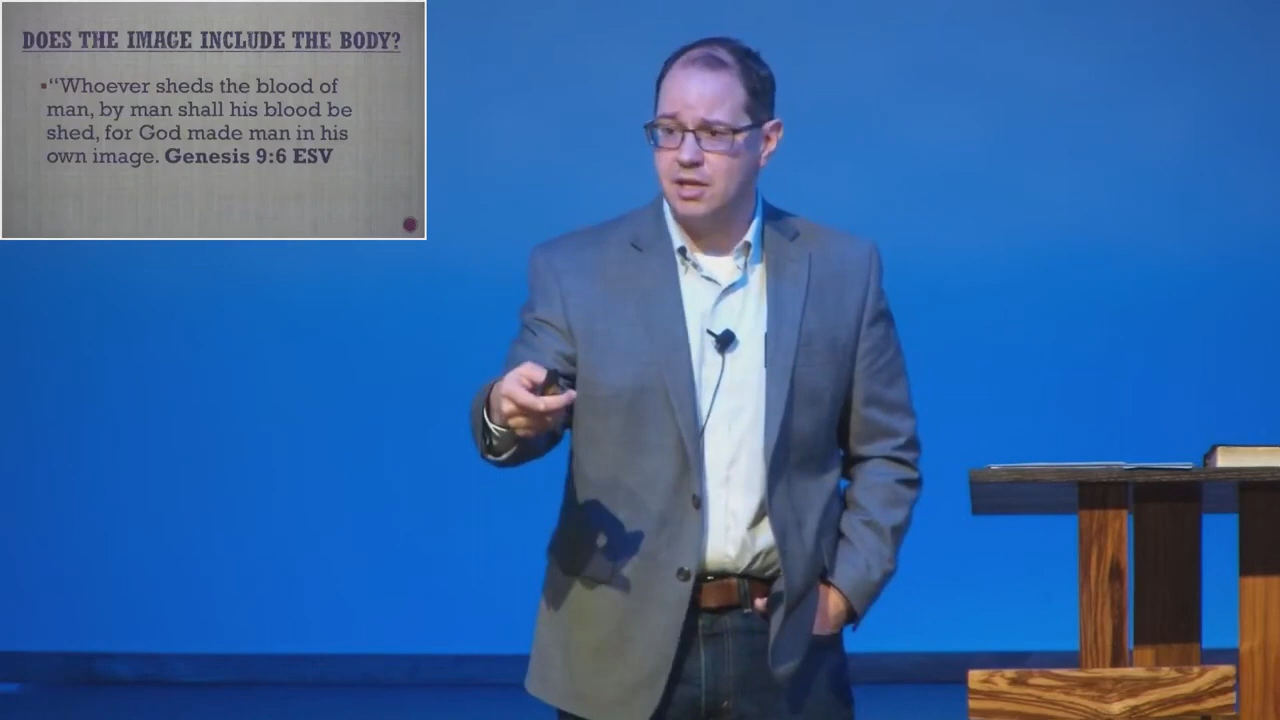 DOES THE IMAGE INCLUDE THE BODY?
“Whoever sheds the blood of
man, by man shall his blood be
shed, for God made man in his
own image. Genesis 9:6 ESV